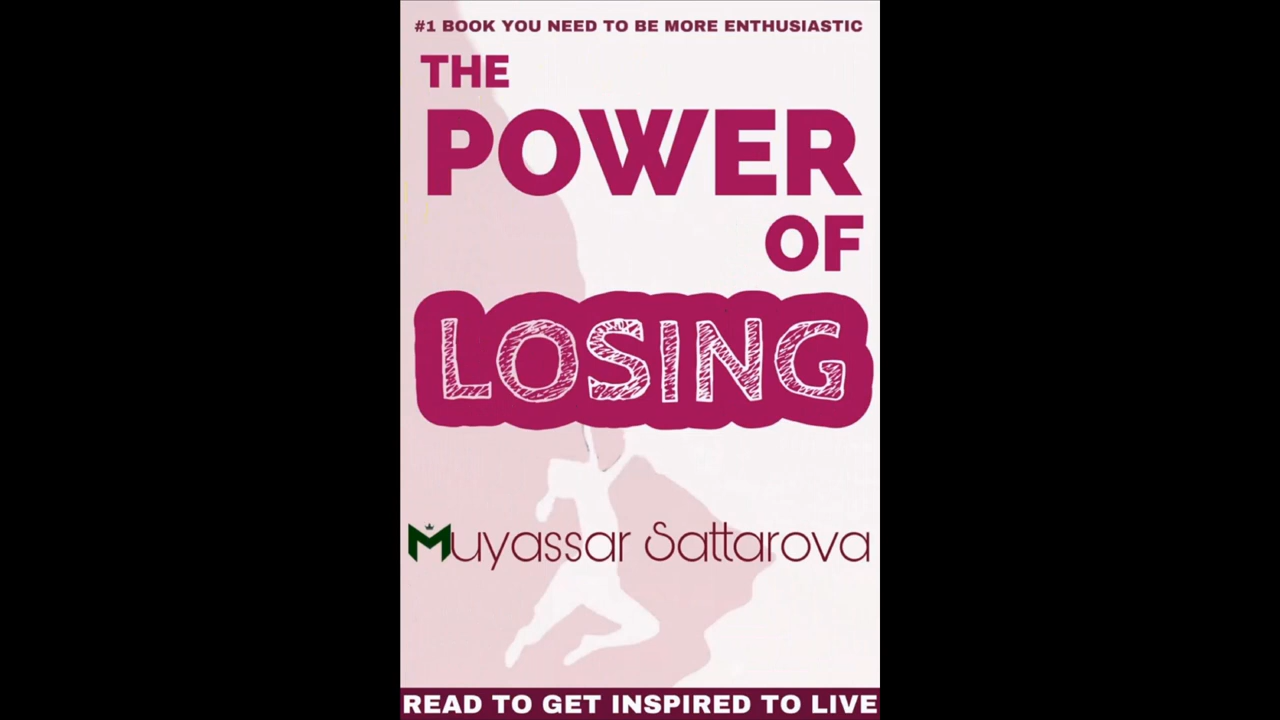 #1 BOOK YOU NEED TO BE MORE ENTHUSIASTIC
THE
POWER
OF
LOSING
Muyassar Sattarova
READ TO GET INSPIRED TO LIVE